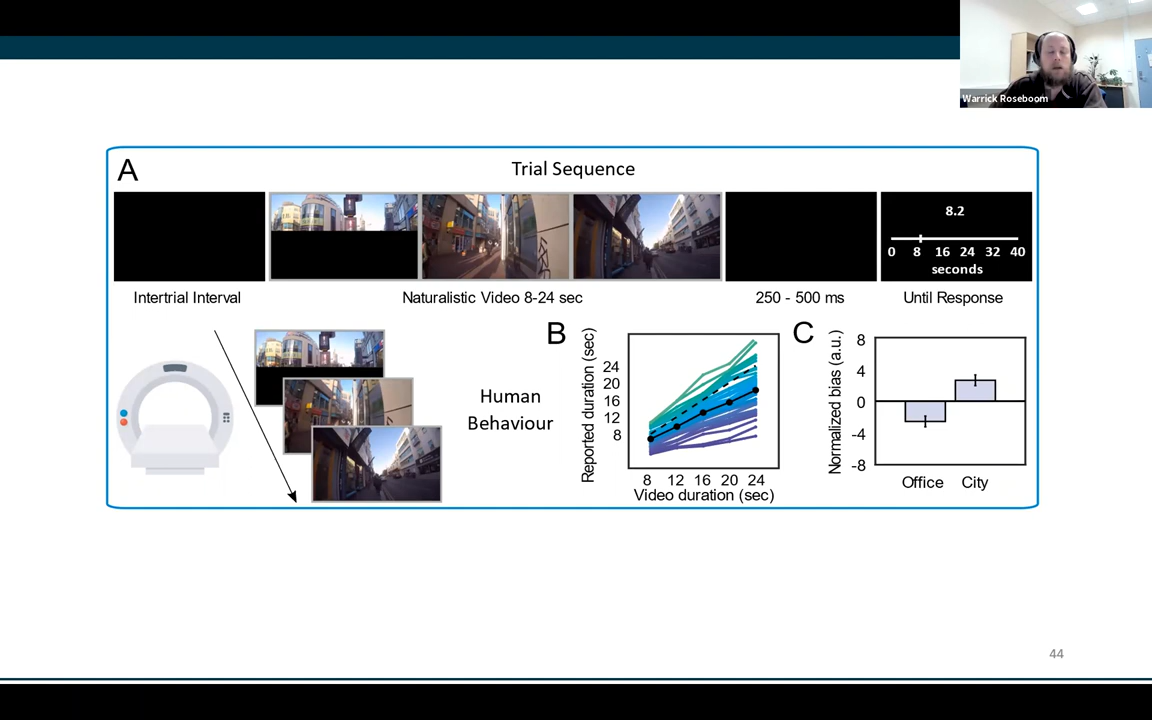 Warrick Roseboom
A
Trial Sequence
8.2
0 8 16 24 32 40
seconds
Intertrial Interval
Naturalistic Video 8-24 sec
250 - 500 ms
Until Response
Human
Behaviour
B
Reported duration (sec)
24
20
16
12
8
8 12 16 20 24
Video duration (sec)
C
Normalized bias (a.u.)
8
4
0
-4
-8
Office City
44